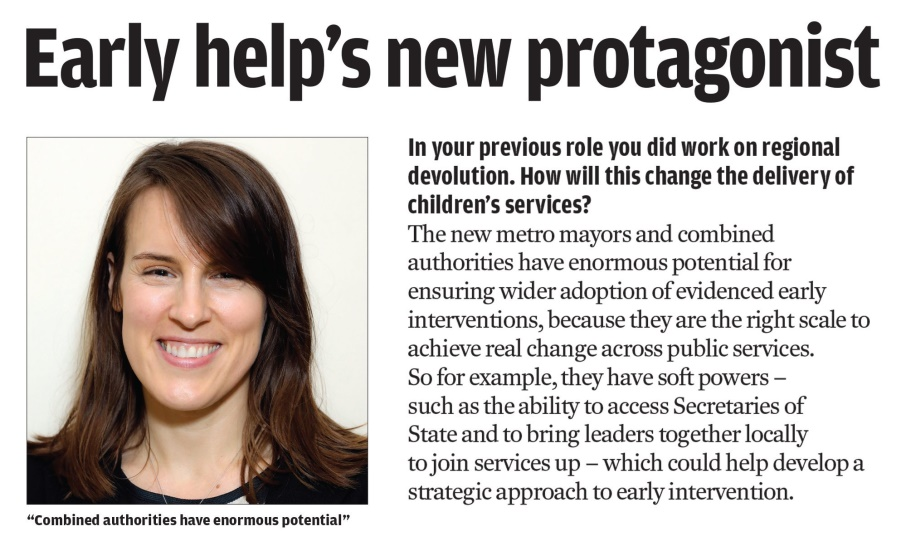 Early help’s new protagonist
In your previous role you did work on regional
devolution. How will this change the delivery of
children’s services?
The new metro mayors and combined
authorities have enormous potential for
ensuring wider adoption of evidenced early
interventions, because they are the right scale to
achieve real change across public services.
So for example, they have soft powers –
such as the ability to access Secretaries of
State and to bring leaders together locally
to join services up – which could help develop a
strategic approach to early intervention.
“Combined authorities have enormous potential”